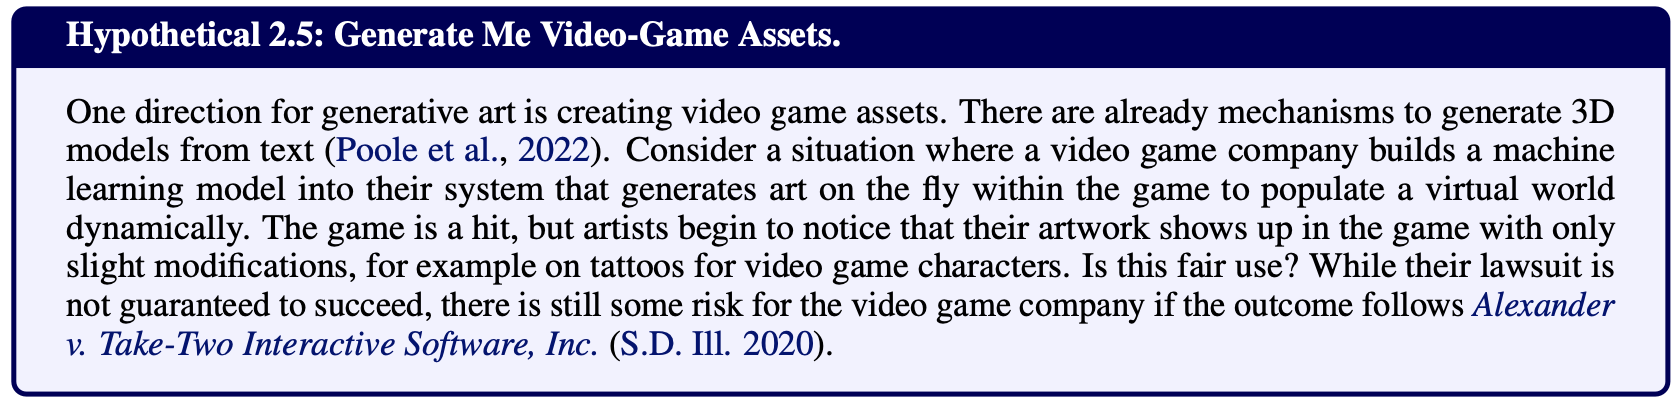 Hypothetical 2.5: Generate Me Video-Game Assets.
One direction for generative art is creating video game assets. There are already mechanisms to generate 3D
models from text (Poole et al., 2022). Consider a situation where a video game company builds a machine
learning model into their system that generates art on the fly within the game to populate a virtual world
dynamically. The game is a hit, but artists begin to notice that their artwork shows up in the game with only
slight modifications, for example on tattoos for video game characters. Is this fair use? While their lawsuit is
not guaranteed to succeed, there is still some risk for the video game company if the outcome follows Alexander
v. Take-Two Interactive Software, Inc. (S.D. Ill. 2020).